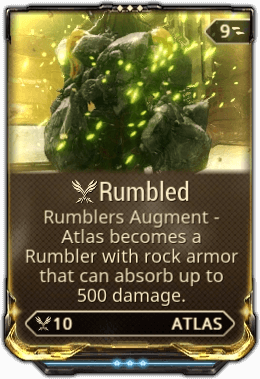 9
Rumbled
Rumblers Augment -
Atlas becomes a
Rumbler with rock armor
that can absorb up to
500 damage.
10 ATLAS